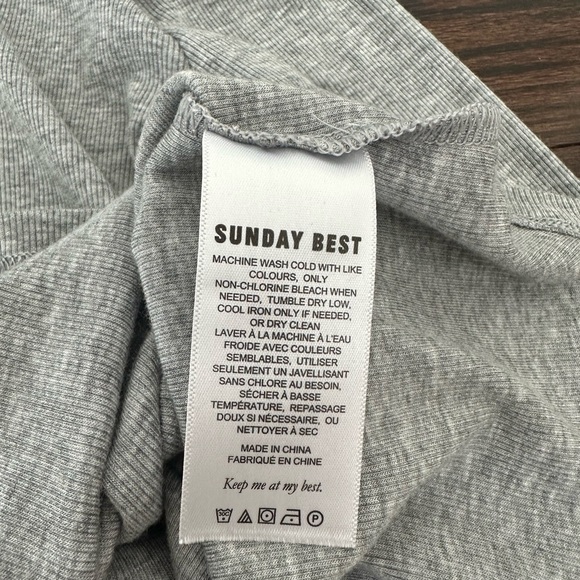 SUNDAY BEST
MACHINE WASH COLD WITH LIKE
COLOURS, ONLY
NON-CHLORINE BLEACH WHEN
NEEDED, TUMBLE DRY LOW,
COOL IRON ONLY IF NEEDED,
OR DRY CLEAN
LAVER À LA MACHINE À L'EAU
FROIDE AVEC COULEURS
SEMBLABLES, UTILISER
SEULEMENT UN JAVELLISANT
SANS CHLORE AU BESOIN,
SÉCHER À BASSE
TEMPÉRATURE, REPASSAGE
DOUX SI NÉCESSAIRE, OU
NETTOYER À SEC
MADE IN CHINA
FABRIQUÉ EN CHINE
Keep me at my best.
P